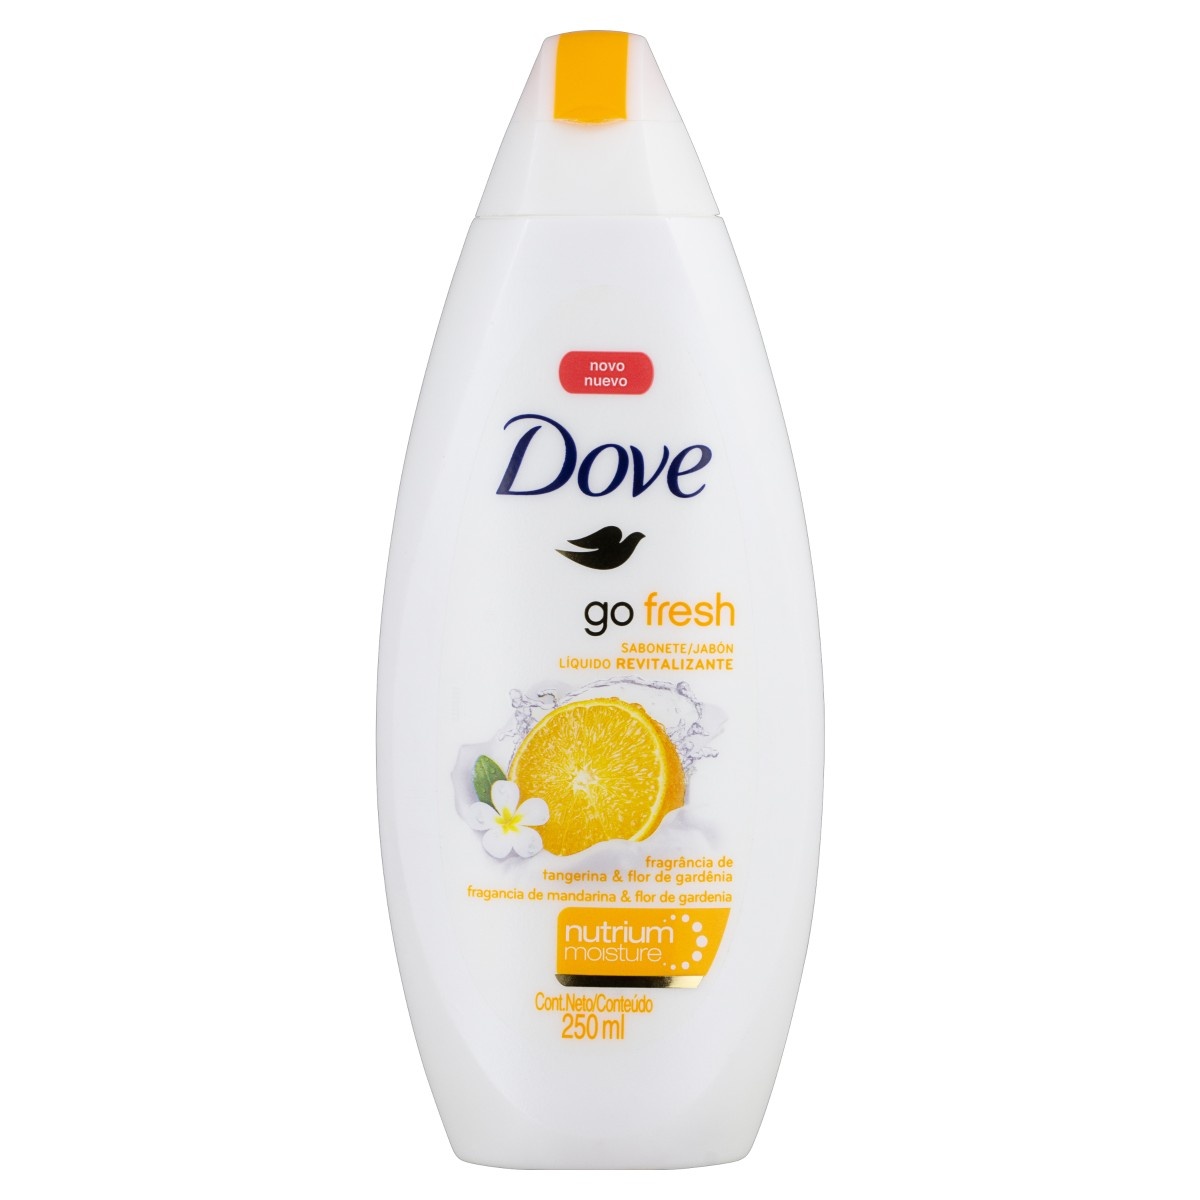 novo
nuevo
Dove
go fresh
SABONETE/JABÓN
LÍQUIDO REVITALIZANTE
fragrância de
tangerina & flor de gardênia
fragancia de mandarina & flor de gardenia
nutrium
moisture
Cont.Neto/Conteúdo
250 ml